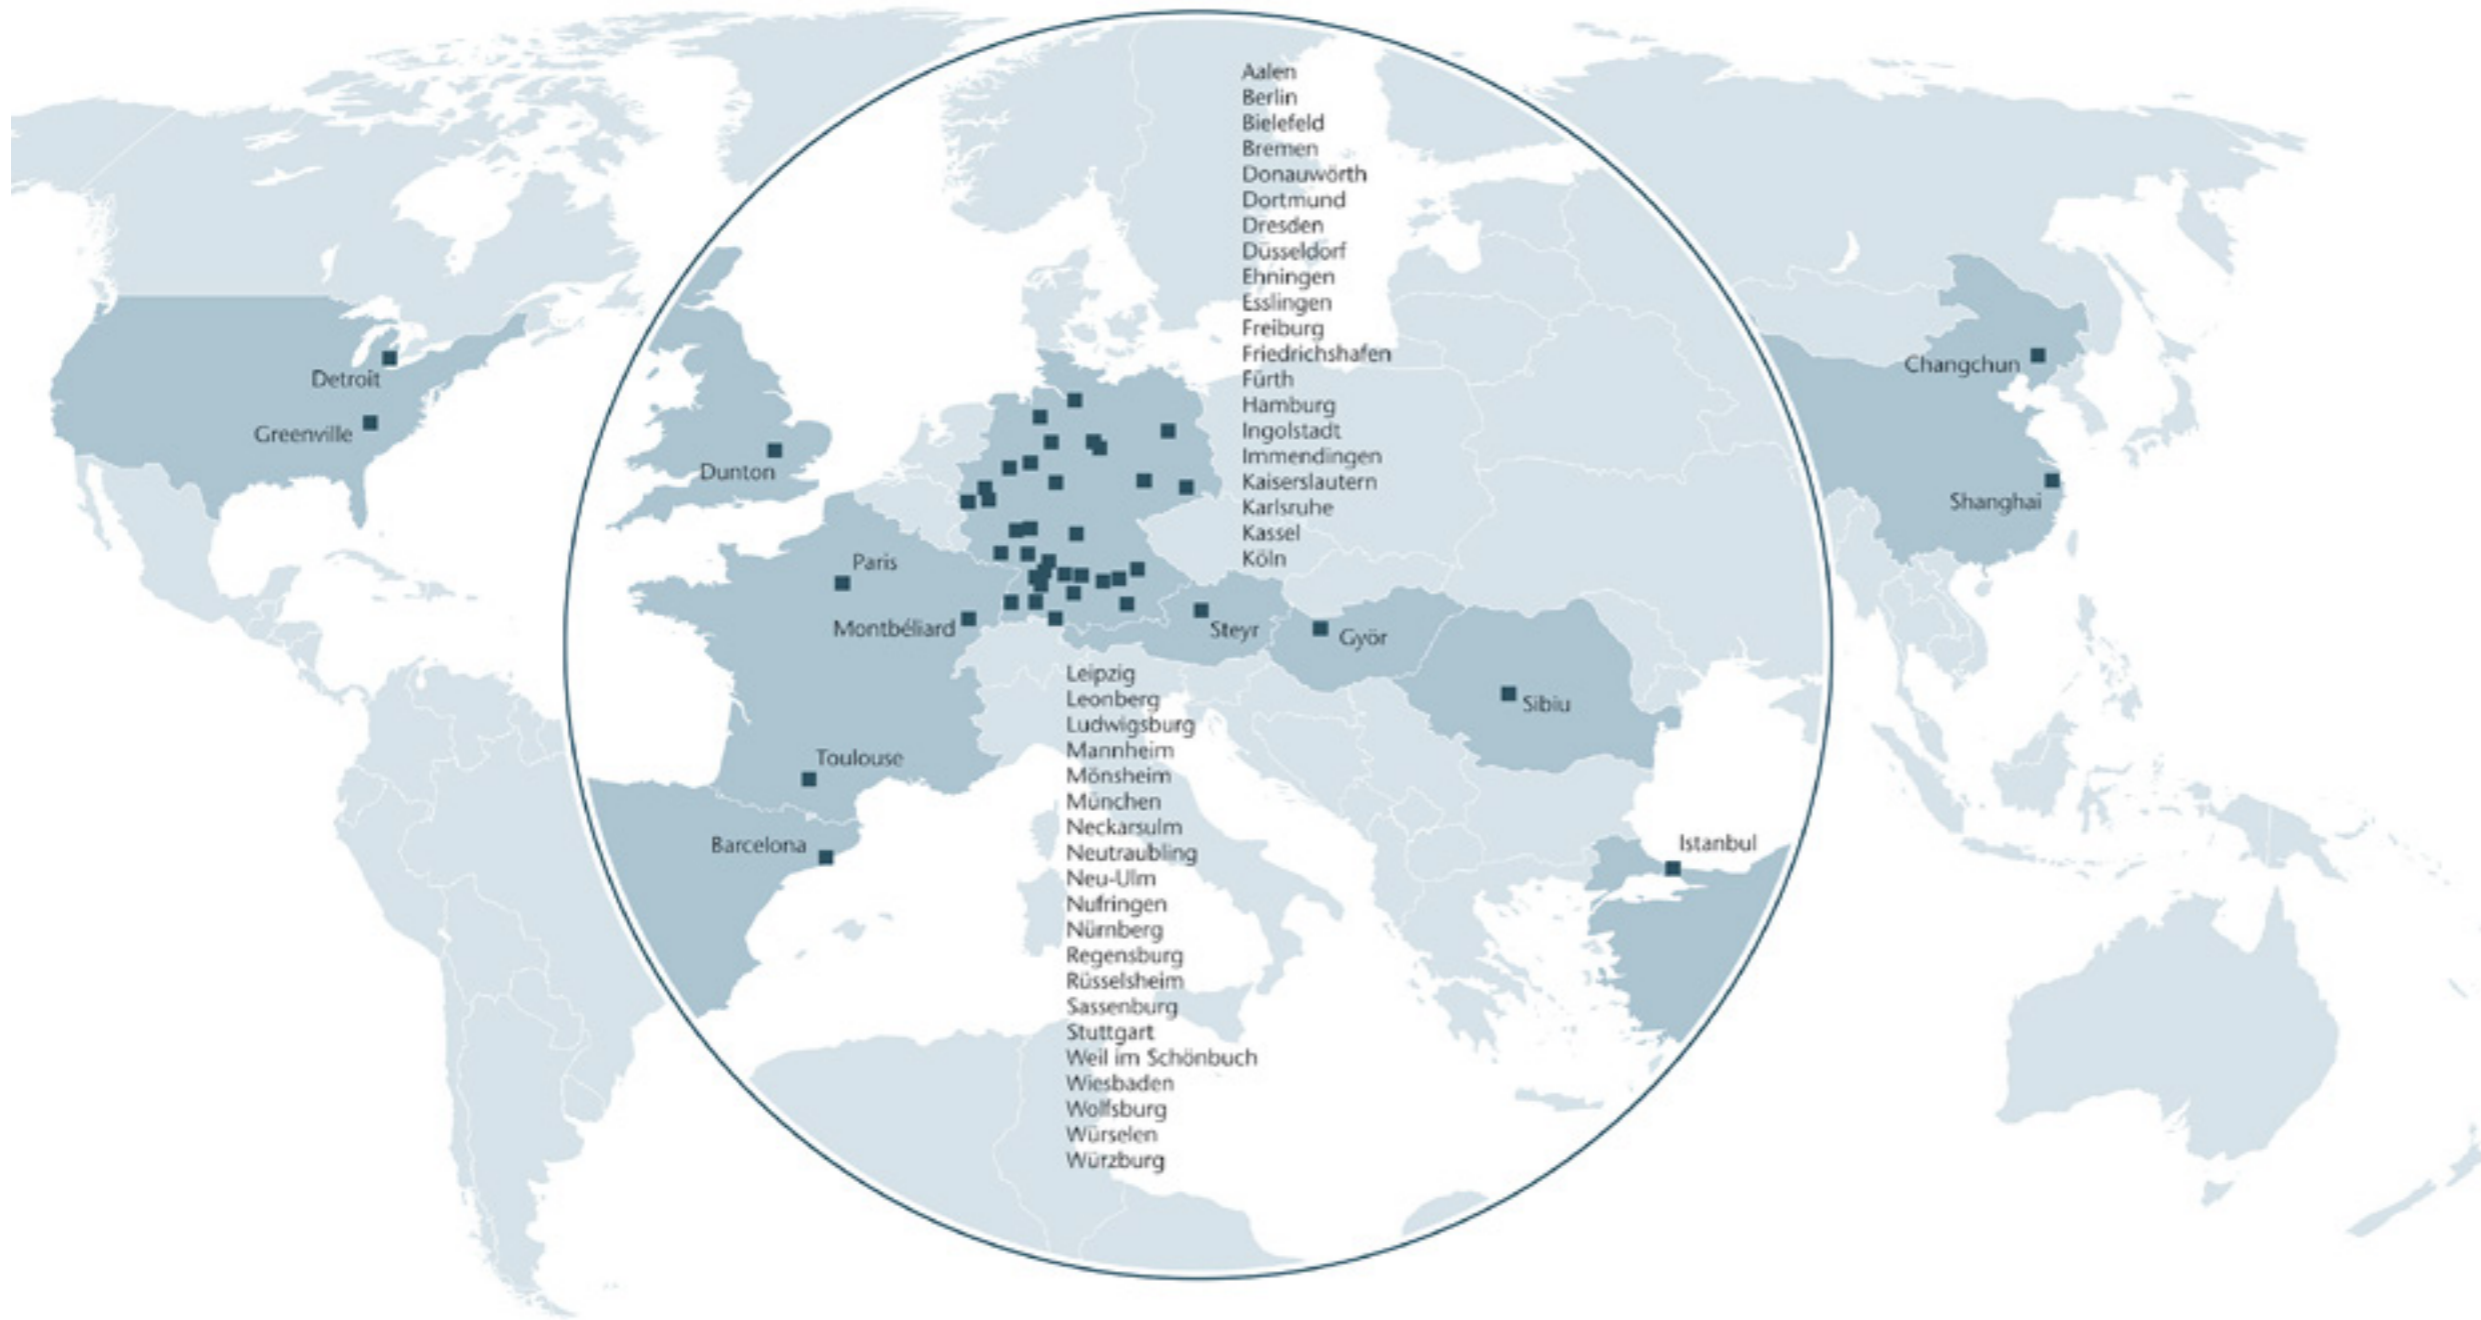 Detroit
Greenville
Dunton
Paris
Montbéliard
Toulouse
Barcelona
Aalen
Berlin
Bielefeld
Bremen
Donauwörth
Dortmund
Dresden
Düsseldorf
Ehningen
Esslingen
Freiburg
Friedrichshafen
Fürth
Hamburg
Ingolstadt
Immendingen
Kaiserslautern
Karlsruhe
Kassel
Köln
Leipzig
Leonberg
Ludwigsburg
Mannheim
Mönsheim
München
Neckarsulm
Neutraubling
Neu-Ulm
Nufringen
Nürnberg
Regensburg
Rüsselsheim
Sassenburg
Stuttgart
Weil im Schönbuch
Wiesbaden
Wolfsburg
Würselen
Würzburg
Steyr
Györ
Sibiu
Istanbul
Changchun
Shanghai